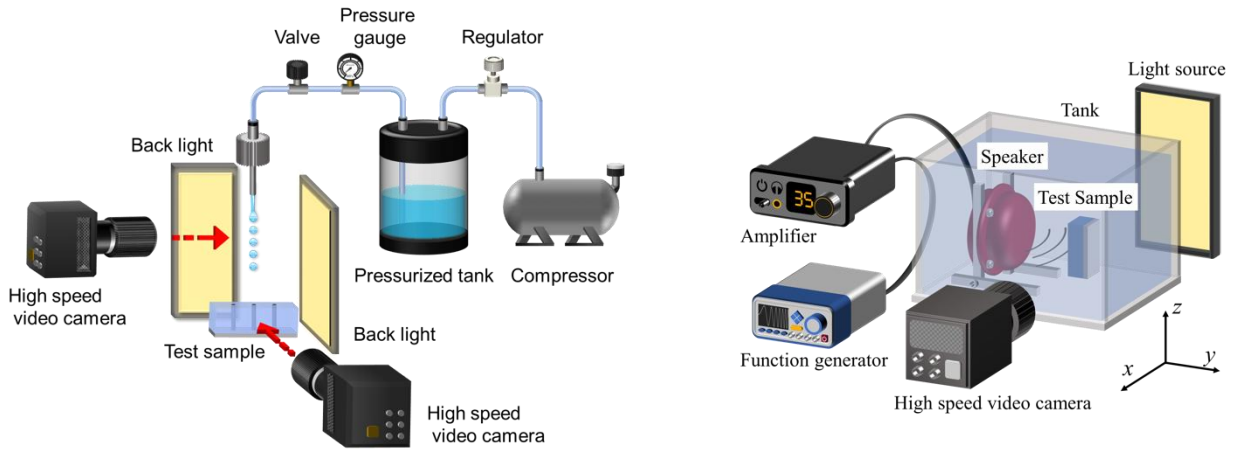 Pressure
gauge
Valve
Regulator
Back light
High speed
video camera
Test sample
Back light
Pressurized tank
Compressor
High speed
video camera
Light source
Tank
Speaker
Test Sample
35
Amplifier
Function generator
High speed video camera
z
y
x